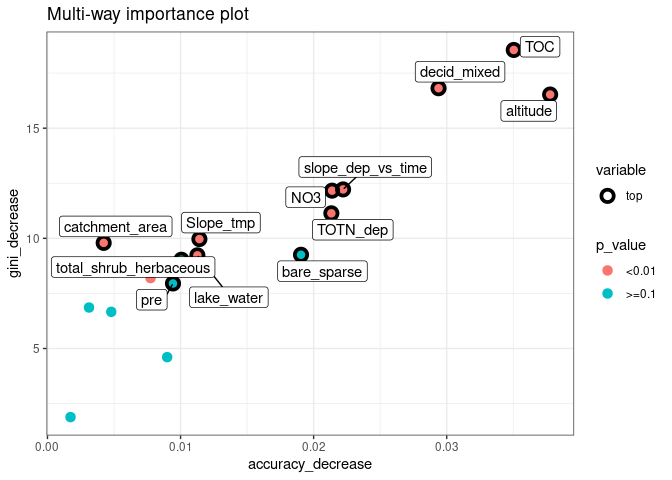 Multi-way importance plot
TOC
decid_mixed
altitude
15
slope_dep_vs_time
NO3
Slope_tmp
catchment_area
TOTN_dep
10
total_shrub_herbaceous
bare_sparse
lake_water
pre
5
0.00
0.01
0.02
0.03
accuracy_decrease
gini_decrease
variable
top
p_value
<0.01
>=0.1